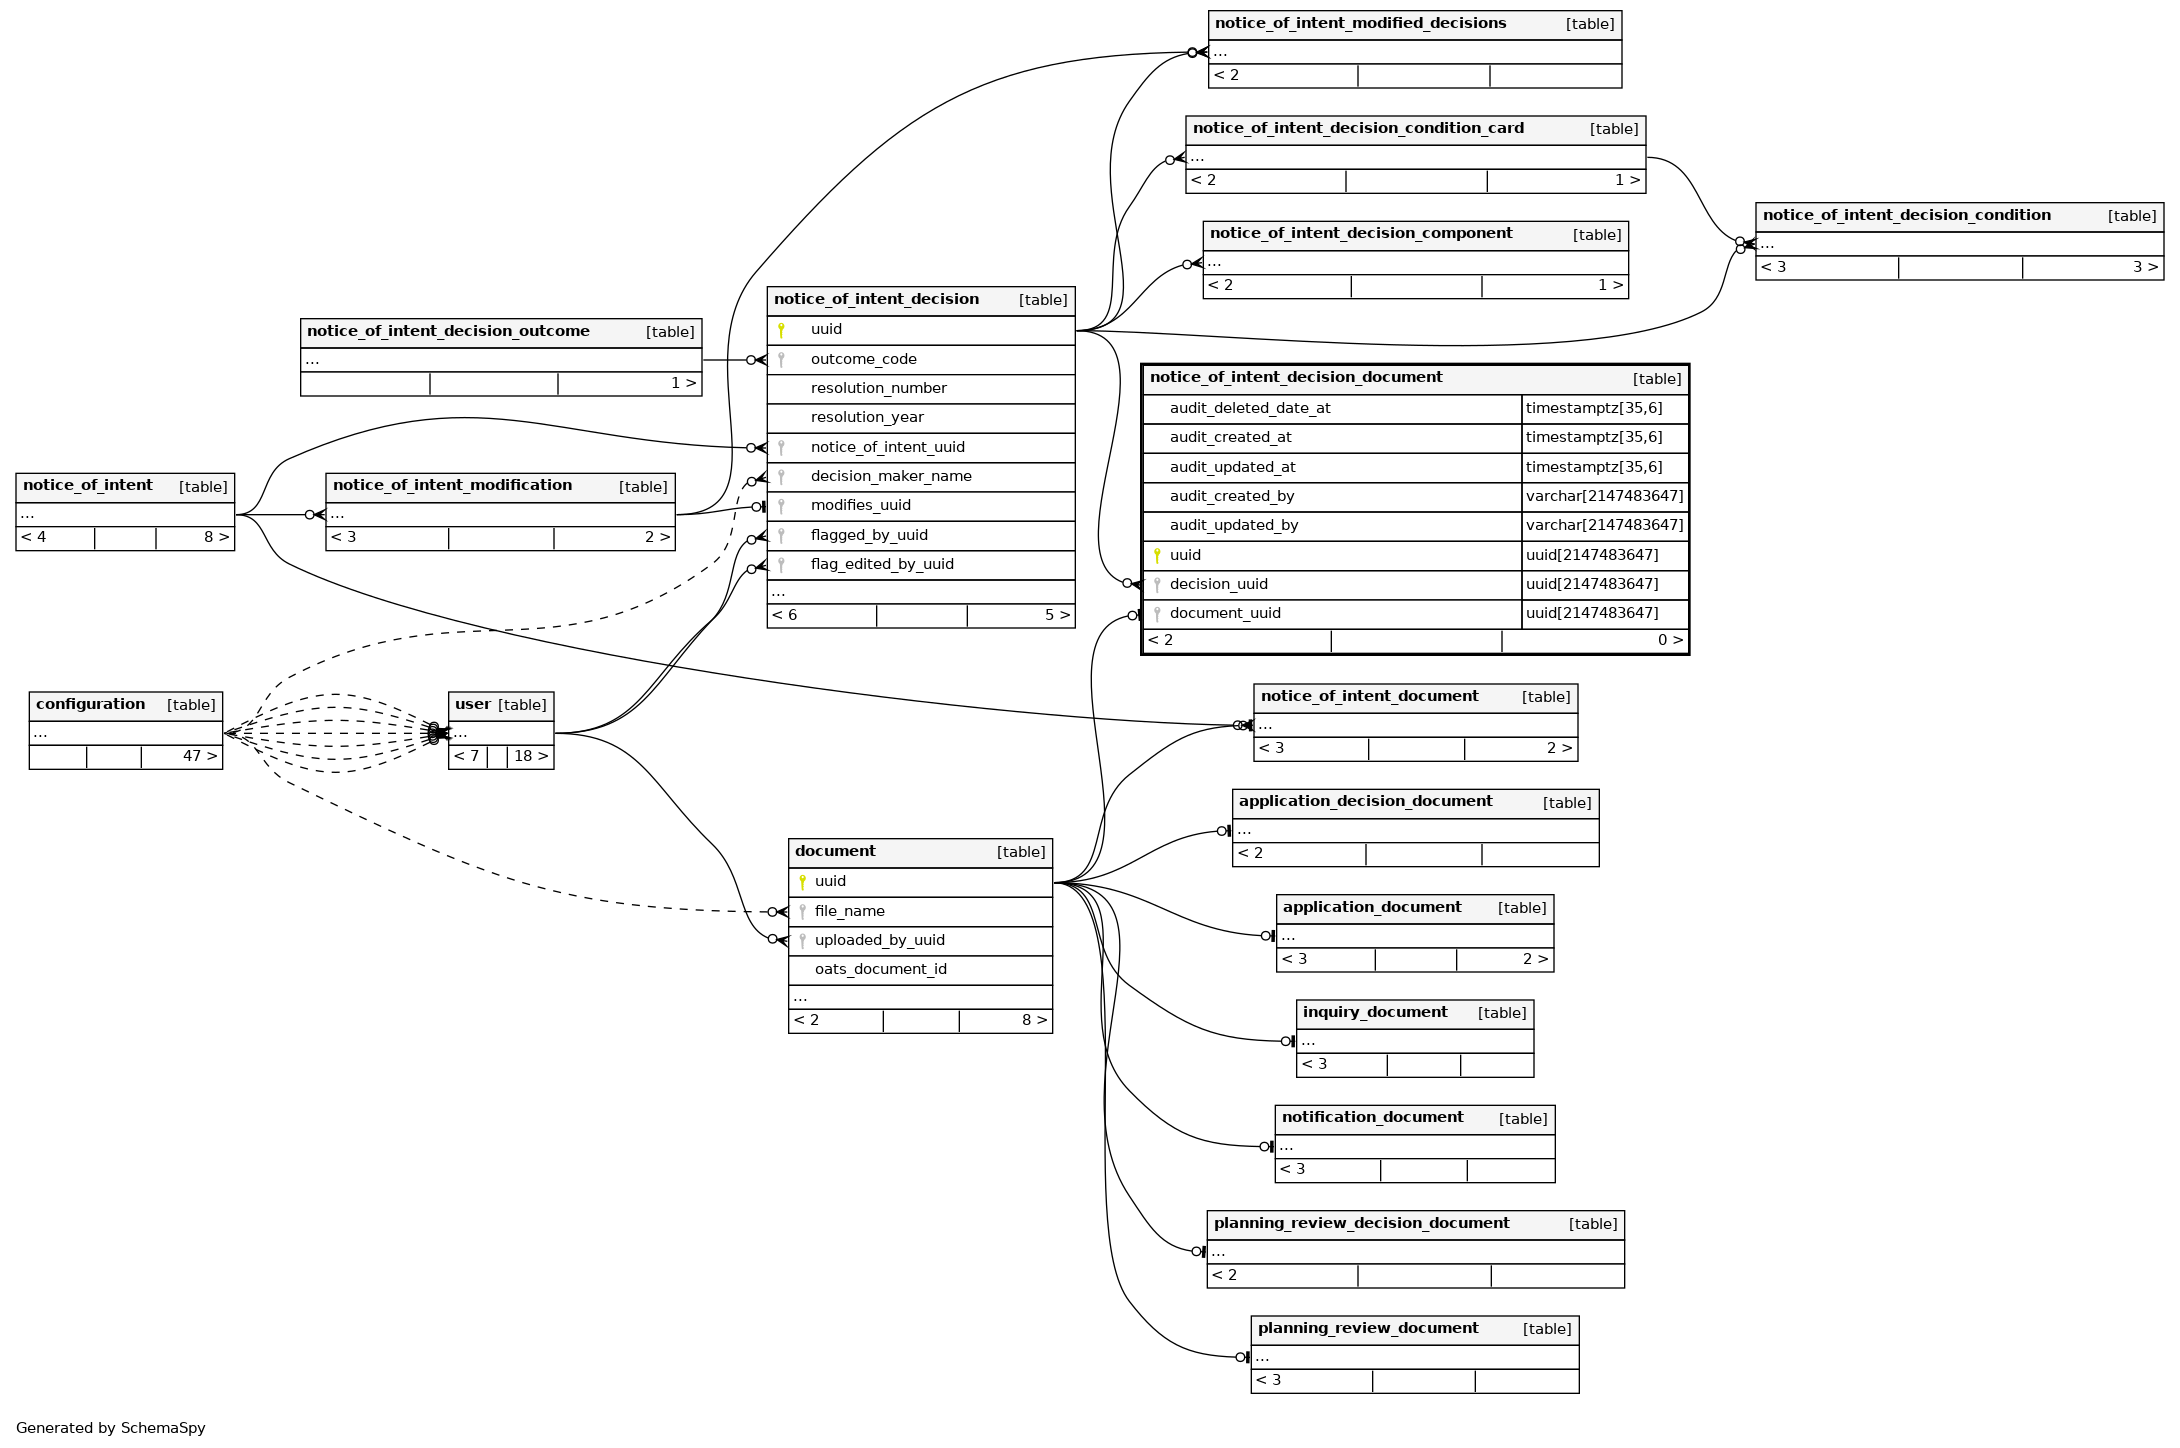 notice_of_intent_modified_decisions [table]
...
< 2
notice_of_intent_decision_condition_card [table]
...
< 2 1 >
notice_of_intent_decision_condition [table]
...
< 3 3 >
notice_of_intent_decision_component [table]
...
< 2 1 >
notice_of_intent_decision [table]
uuid
outcome_code
resolution_number
resolution_year
notice_of_intent_uuid
decision_maker_name
modifies_uuid
flagged_by_uuid
flag_edited_by_uuid
...
< 6 5 >
notice_of_intent_decision_outcome [table]
...
1 >
notice_of_intent_decision_document [table]
audit_deleted_date_at timestamptz[35,6]
audit_created_at timestamptz[35,6]
audit_updated_at timestamptz[35,6]
audit_created_by varchar[2147483647]
audit_updated_by varchar[2147483647]
uuid uuid[2147483647]
decision_uuid uuid[2147483647]
document_uuid uuid[2147483647]
< 2 0 >
notice_of_intent [table]
...
< 4 8 >
notice_of_intent_modification [table]
...
< 3 2 >
configuration [table]
...
47 >
user [table]
...
< 7 18 >
notice_of_intent_document [table]
...
< 3 2 >
application_decision_document [table]
...
< 2
document [table]
uuid
file_name
uploaded_by_uuid
oats_document_id
...
< 2 8 >
application_document [table]
...
< 3 2 >
inquiry_document [table]
...
< 3
notification_document [table]
...
< 3
planning_review_decision_document [table]
...
< 2
planning_review_document [table]
...
< 3
Generated by SchemaSpy